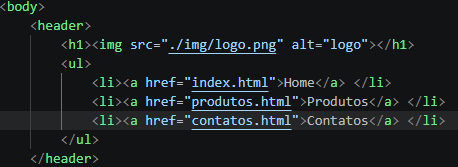 <body>
<header>
<h1><img src="./img/logo.png" alt="logo"></h1>
<ul>
<li><a href="index.html">Home</a> </li>
<li><a href="produtos.html">Produtos</a> </li>
<li><a href="contatos.html">Contatos</a> </li>
</ul>
</header>